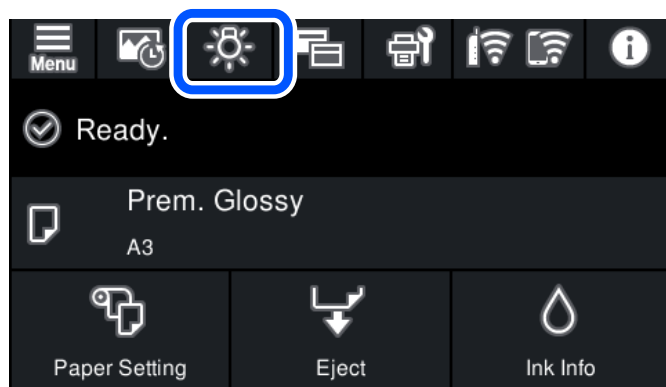 Menu
Ready.
Prem. Glossy
A3
Paper Setting
Eject
Ink Info